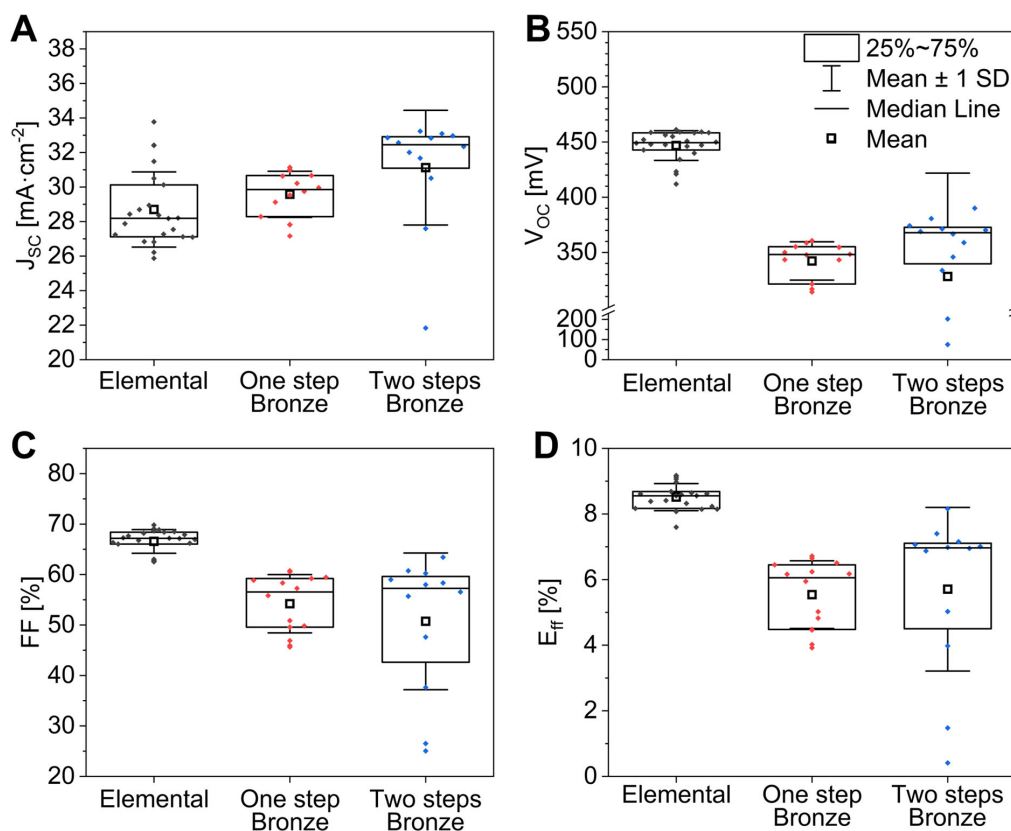 A
J_SC [mA·cm⁻²]
38
36
34
32
30
28
26
24
22
20
Elemental
One step
Bronze
Two steps
Bronze
B
V_OC [mV]
550
500
450
400
350
200
100
0
25%~75%
Mean ± 1 SD
Median Line
Mean
Elemental
One step
Bronze
Two steps
Bronze
C
FF [%]
80
70
60
50
40
30
20
Elemental
One step
Bronze
Two steps
Bronze
D
E_ff [%]
10
8
6
4
2
0
Elemental
One step
Bronze
Two steps
Bronze